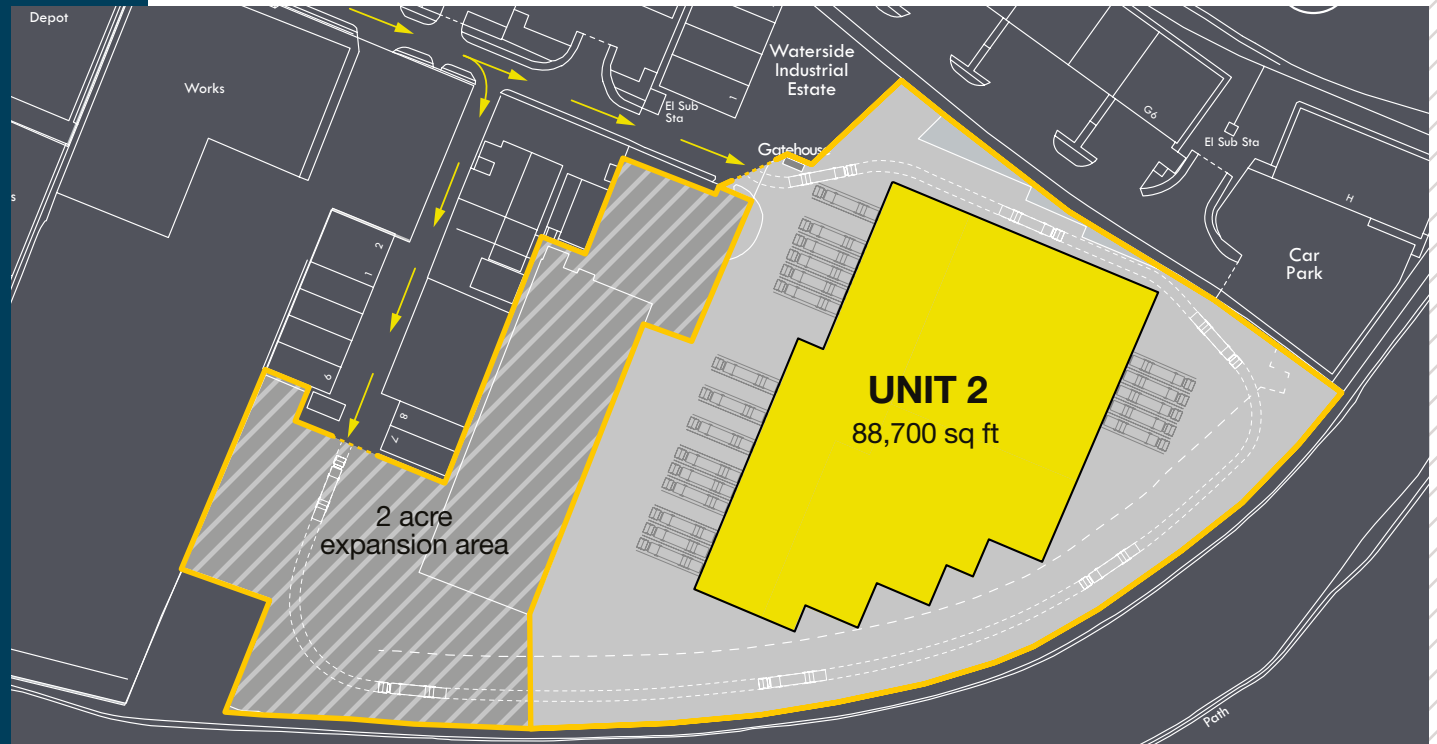 Depot
Works
s
Waterside
Industrial
Estate
1
El Sub
Sta
Gatehouse
G6
El Sub Sta
H
Car
Park
2
1
6
8
7
UNIT 2
88,700 sq ft
2 acre
expansion area
Path